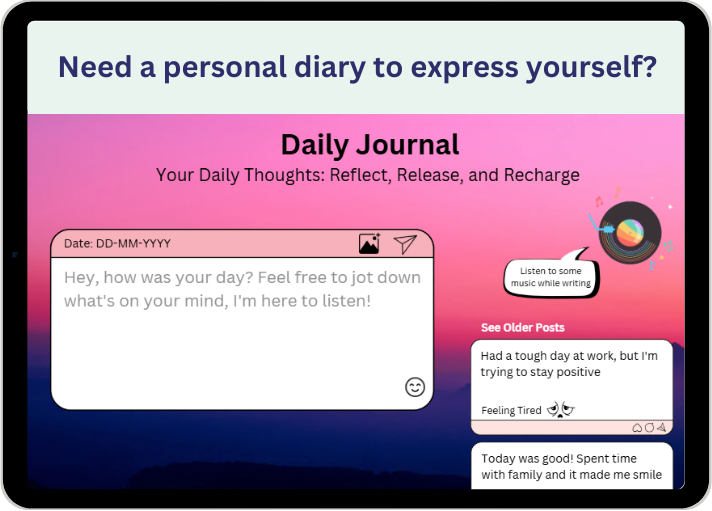 Need a personal diary to express yourself?
Daily Journal
Your Daily Thoughts: Reflect, Release, and Recharge
Date: DD-MM-YYYY
Hey, how was your day? Feel free to jot down
what's on your mind, I'm here to listen!
Listen to some
music while writing
See Older Posts
Had a tough day at work, but I'm
trying to stay positive
Feeling Tired
Today was good! Spent time
with family and it made me smile